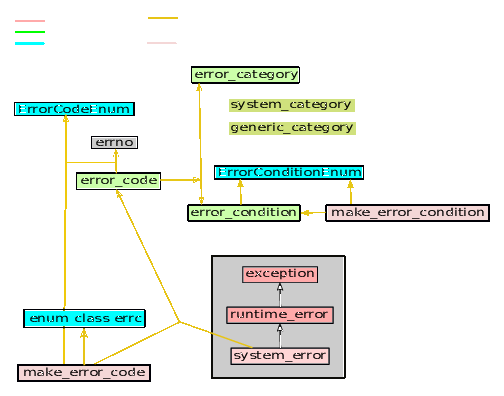 error_category
system_category
generic_category
ErrorCodeEnum
errno
error_code
ErrorConditionEnum
error_condition
make_error_condition
exception
runtime_error
system_error
enum class errc
make_error_code